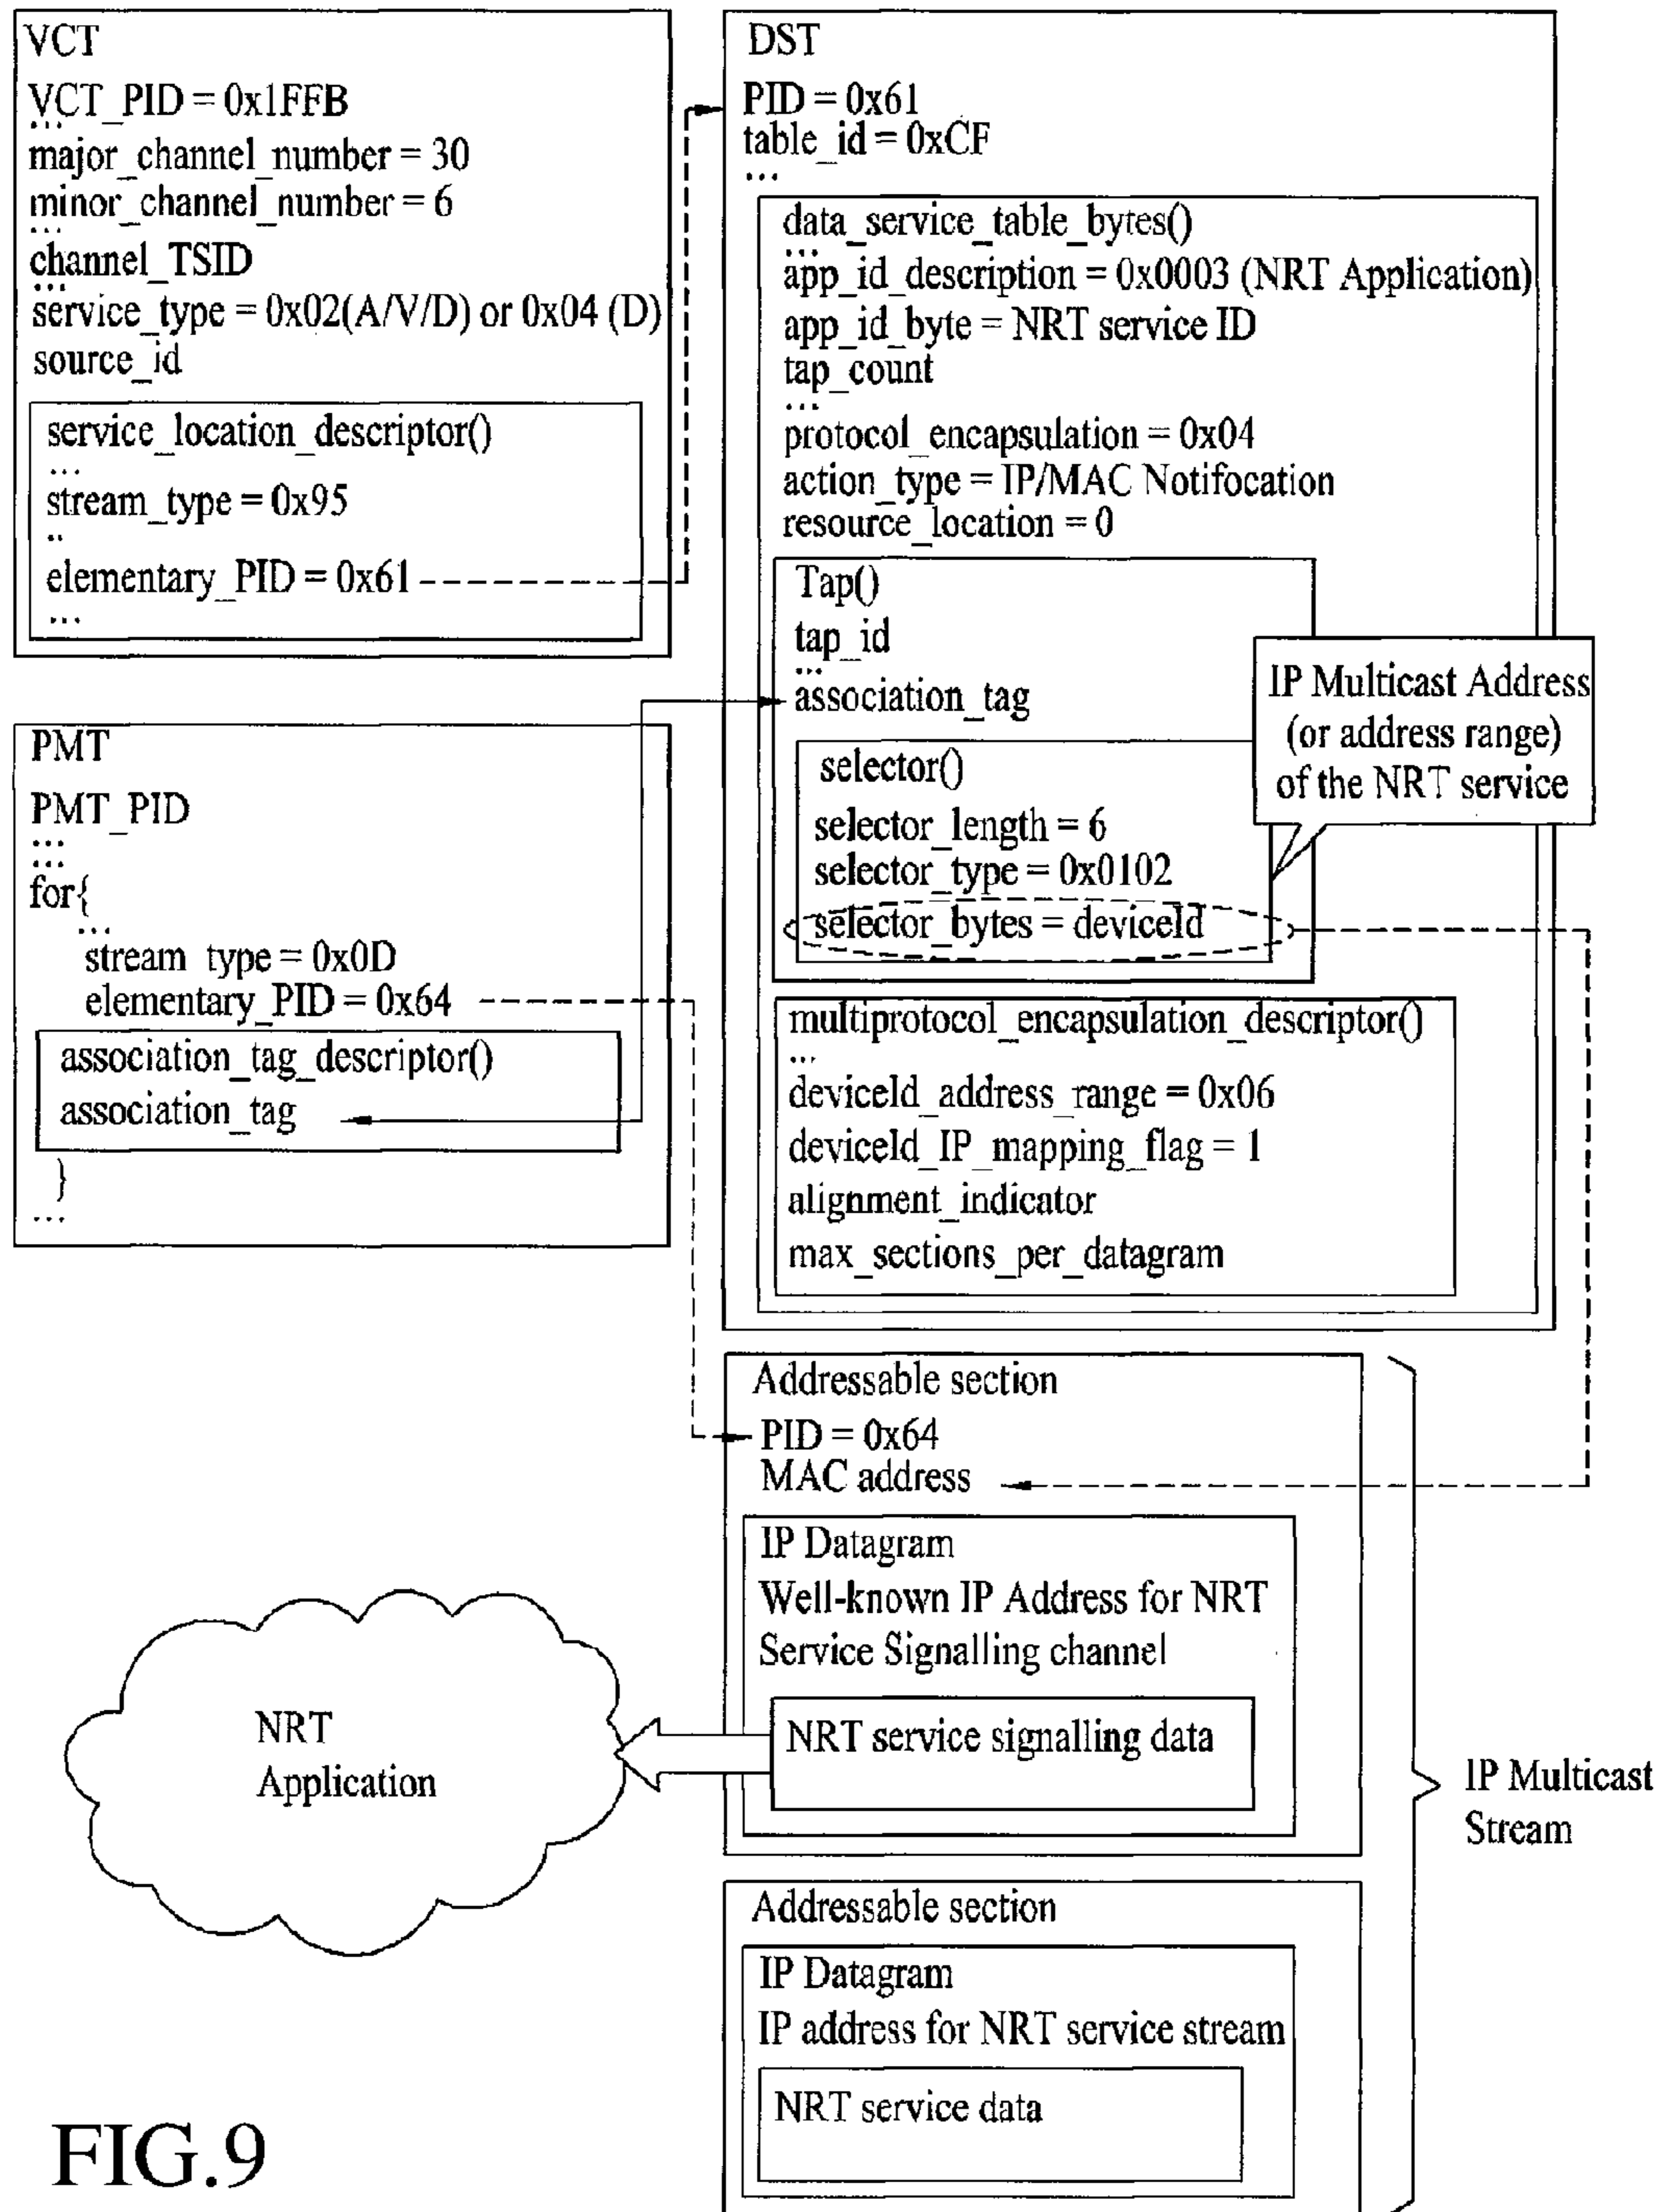 VCT
VCT_PID = 0x1FFB
...
major_channel_number = 30
minor_channel_number = 6
...
channel_TSID
...
service_type = 0x02(A/V/D) or 0x04 (D)
source_id
service_location_descriptor()
...
stream_type = 0x95
..
elementary_PID = 0x61
...
PMT
PMT_PID
...
...
for{
...
stream_type = 0x0D
elementary_PID = 0x64
association_tag_descriptor()
association_tag
}
...
DST
PID = 0x61
table_id = 0xCF
...
data_service_table_bytes()
...
app_id_description = 0x0003 (NRT Application)
app_id_byte = NRT service ID
tap_count
...
protocol_encapsulation = 0x04
action_type = IP/MAC Notifocation
resource_location = 0
Tap()
tap_id
...
association_tag
selector()
selector_length = 6
selector_type = 0x0102
selector_bytes = deviceId
IP Multicast Address
(or address range)
of the NRT service
multiprotocol_encapsulation_descriptor()
...
deviceId_address_range = 0x06
deviceId_IP_mapping_flag = 1
alignment_indicator
max_sections_per_datagram
Addressable section
PID = 0x64
MAC address
IP Datagram
Well-known IP Address for NRT
Service Signalling channel
NRT service signalling data
NRT
Application
IP Multicast
Stream
Addressable section
IP Datagram
IP address for NRT service stream
NRT service data
FIG.9